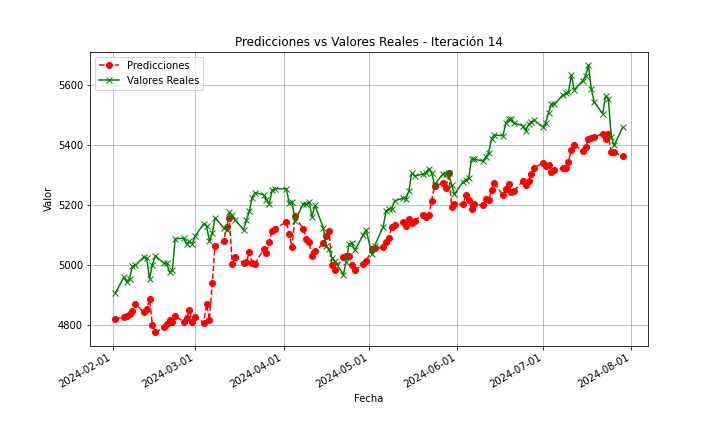 Predicciones vs Valores Reales - Iteración 14
Predicciones
Valores Reales
Valor
5600
5400
5200
5000
4800
2024-02-01
2024-03-01
2024-04-01
2024-05-01
2024-06-01
2024-07-01
2024-08-01
Fecha